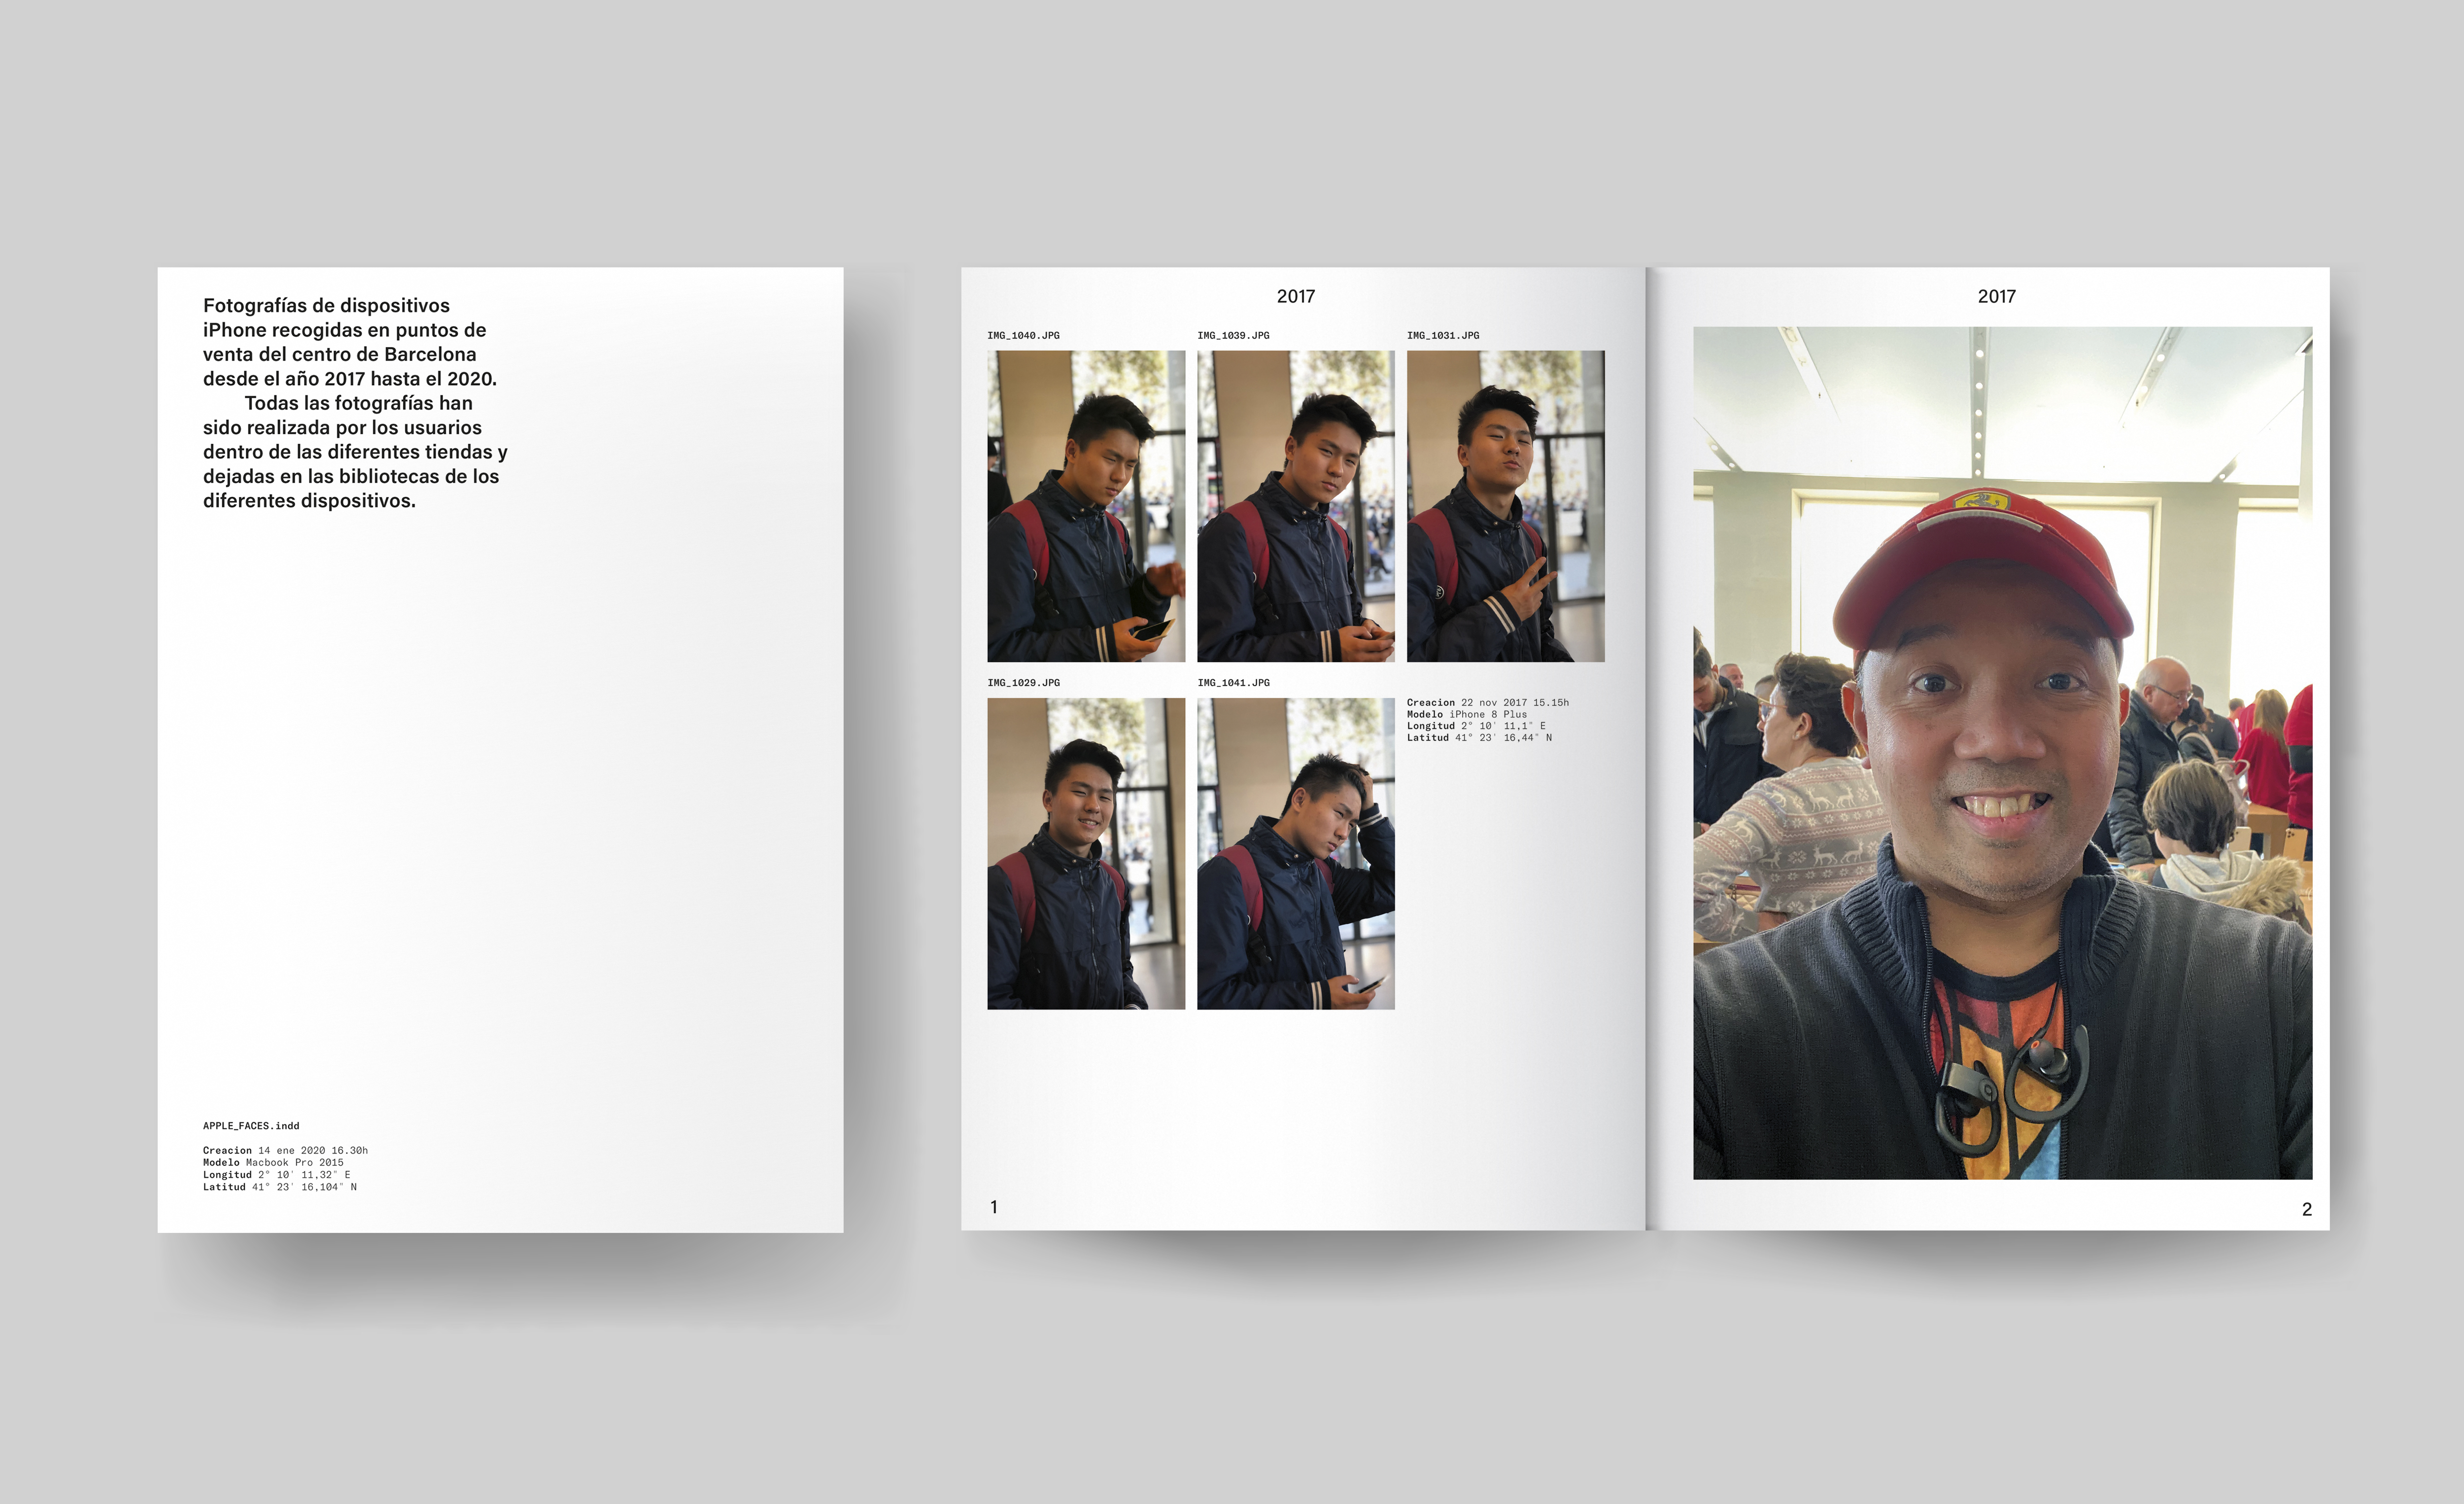 Fotografías de dispositivos
iPhone recogidas en puntos de
venta del centro de Barcelona
desde el año 2017 hasta el 2020.
Todas las fotografías han
sido realizada por los usuarios
dentro de las diferentes tiendas y
dejadas en las bibliotecas de los
diferentes dispositivos.
APPLE_FACES.indd
Creacion 14 ene 2020 16.30h
Modelo Macbook Pro 2015
Longitud 2° 10' 11,32" E
Latitud 41° 23' 16,104" N
2017
IMG_1040.JPG
IMG_1039.JPG
IMG_1031.JPG
IMG_1029.JPG
IMG_1041.JPG
Creacion 22 nov 2017 15.15h
Modelo iPhone 8 Plus
Longitud 2° 10' 11,1" E
Latitud 41° 23' 16,44" N
1
2017
2